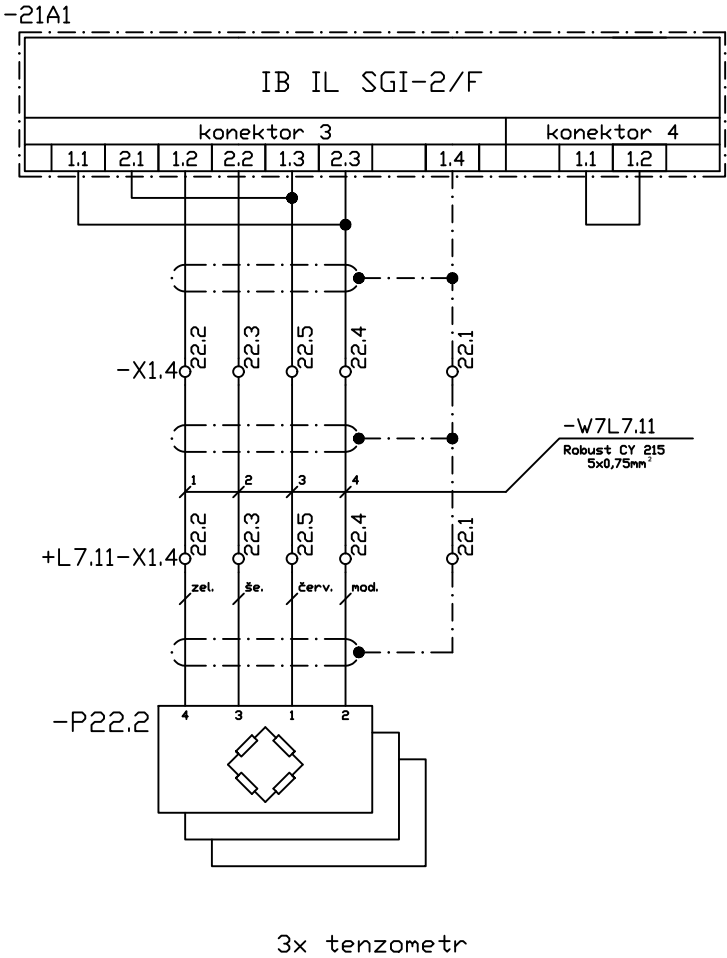 -21A1
IB IL SGI-2/F
konektor 3 konektor 4
1.1 2.1 1.2 2.2 1.3 2.3 1.4 1.1 1.2
22.2 22.3 22.5 22.4 22.1
-X1.4
-W7L7.11
Robust CY 215
5x0,75mm²
1 2 3 4
22.2 22.3 22.5 22.4 22.1
+L7.11-X1.4
zel. še. červ. mod.
-P22.2
4 3 1 2
3x tenzometr